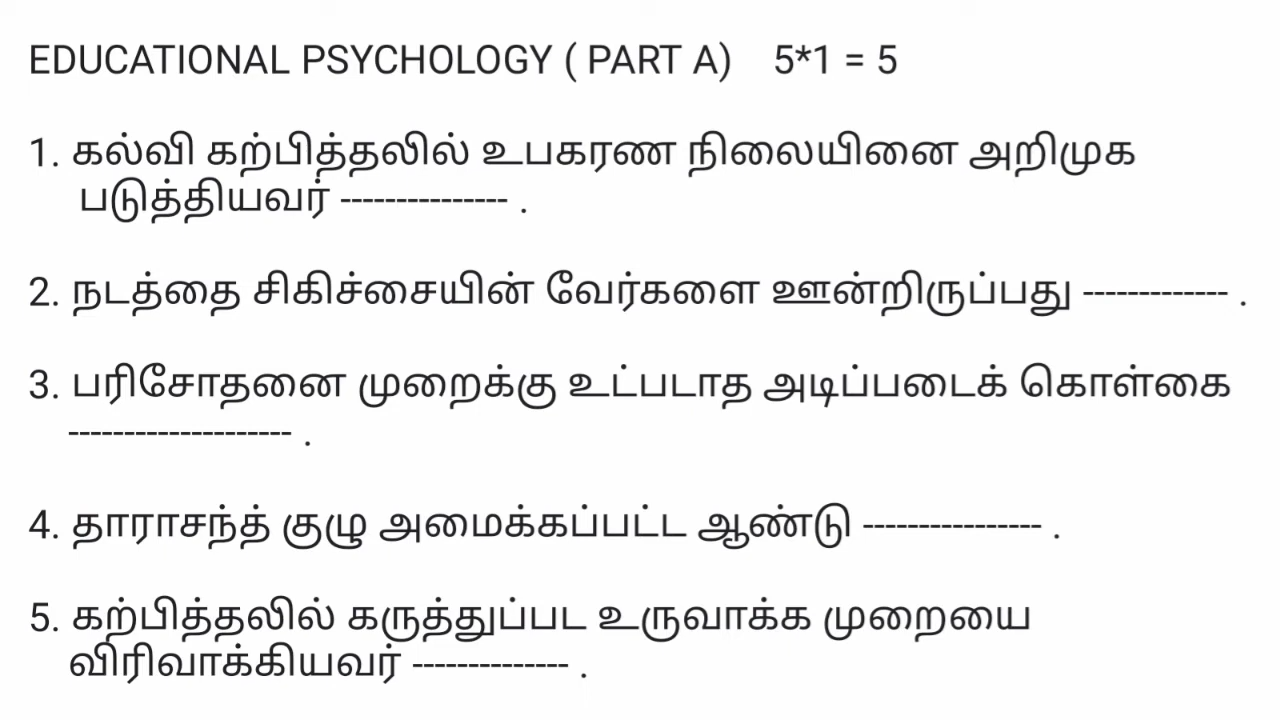 EDUCATIONAL PSYCHOLOGY ( PART A) 5*1 = 5
1. கல்வி கற்பித்தலில் உபகரண நிலையினை அறிமுக
படுத்தியவர் --------------- .
2. நடத்தை சிகிச்சையின் வேர்களை ஊன்றிருப்பது ------------- .
3. பரிசோதனை முறைக்கு உட்படாத அடிப்படைக் கொள்கை
-------------------- .
4. தாராசந்த் குழு அமைக்கப்பட்ட ஆண்டு ---------------- .
5. கற்பித்தலில் கருத்துப்பட உருவாக்க முறையை
விரிவாக்கியவர் -------------- .